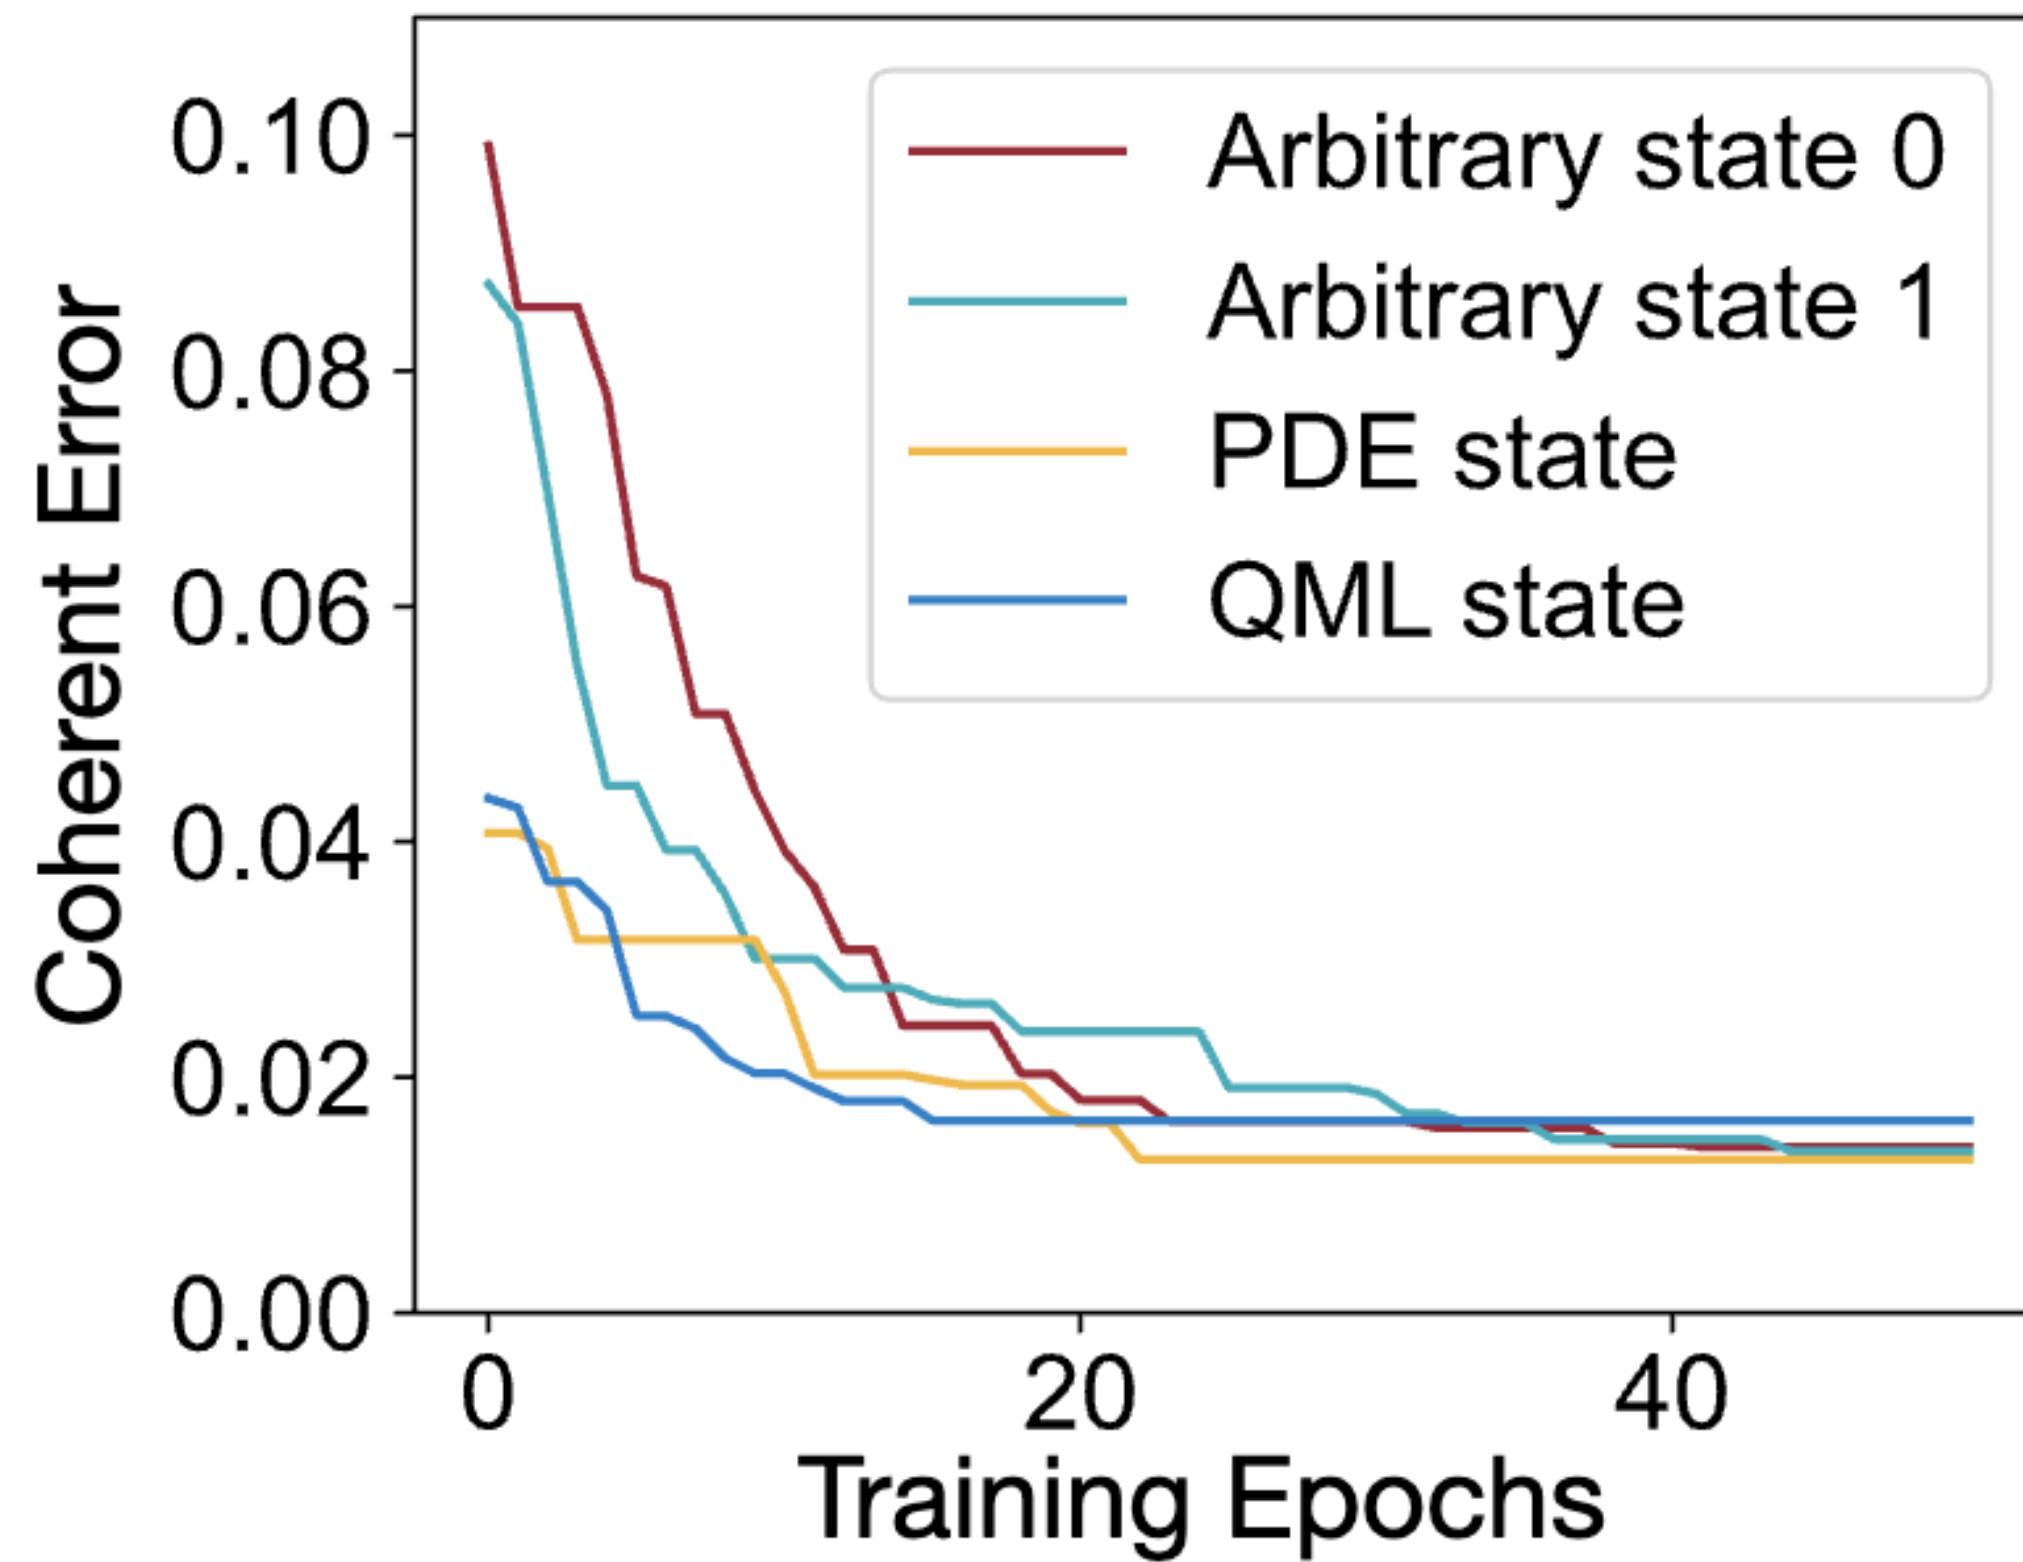 Coherent Error
0.10
0.08
0.06
0.04
0.02
0.00
Arbitrary state 0
Arbitrary state 1
PDE state
QML state
0 20 40
Training Epochs